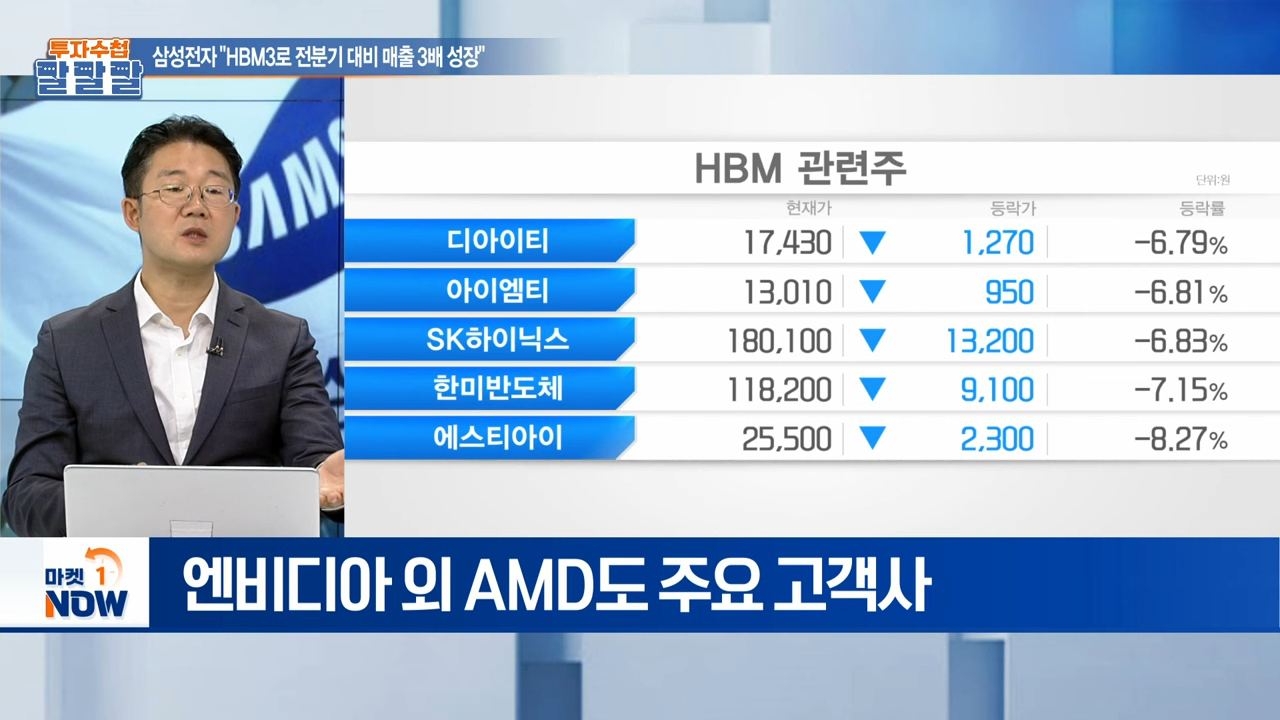 투자수첩
탈탈탈
삼성전자 "HBM3로 전분기 대비 매출 3배 성장"
SAMS
HBM 관련주
단위:원
현재가 등락가 등락률
디아이티 17,430 ▼ 1,270 -6.79%
아이엠티 13,010 ▼ 950 -6.81%
SK하이닉스 180,100 ▼ 13,200 -6.83%
한미반도체 118,200 ▼ 9,100 -7.15%
에스티아이 25,500 ▼ 2,300 -8.27%
마켓 1
NOW
엔비디아 외 AMD도 주요 고객사